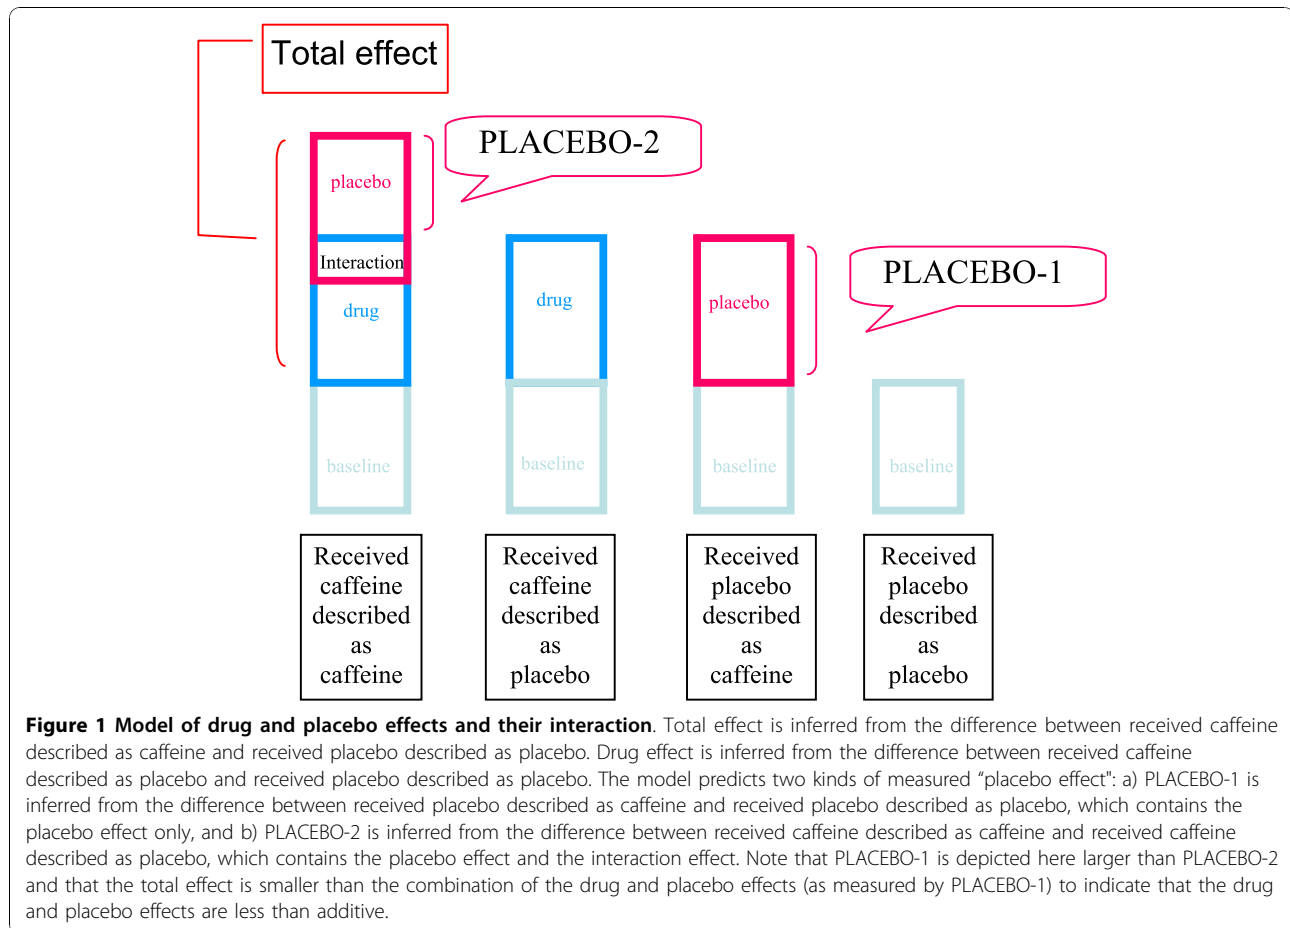 Total effect
PLACEBO-2
placebo
Interaction
drug
drug
placebo
PLACEBO-1
baseline
baseline
baseline
baseline
Received
caffeine
described
as
caffeine
Received
caffeine
described
as
placebo
Received
placebo
described
as
caffeine
Received
placebo
described
as
placebo
Figure 1 Model of drug and placebo effects and their interaction. Total effect is inferred from the difference between received caffeine
described as caffeine and received placebo described as placebo. Drug effect is inferred from the difference between received caffeine
described as placebo and received placebo described as placebo. The model predicts two kinds of measured “placebo effect": a) PLACEBO-1 is
inferred from the difference between received placebo described as caffeine and received placebo described as placebo, which contains the
placebo effect only, and b) PLACEBO-2 is inferred from the difference between received caffeine described as caffeine and received caffeine
described as placebo, which contains the placebo effect and the interaction effect. Note that PLACEBO-1 is depicted here larger than PLACEBO-2
and that the total effect is smaller than the combination of the drug and placebo effects (as measured by PLACEBO-1) to indicate that the drug
and placebo effects are less than additive.